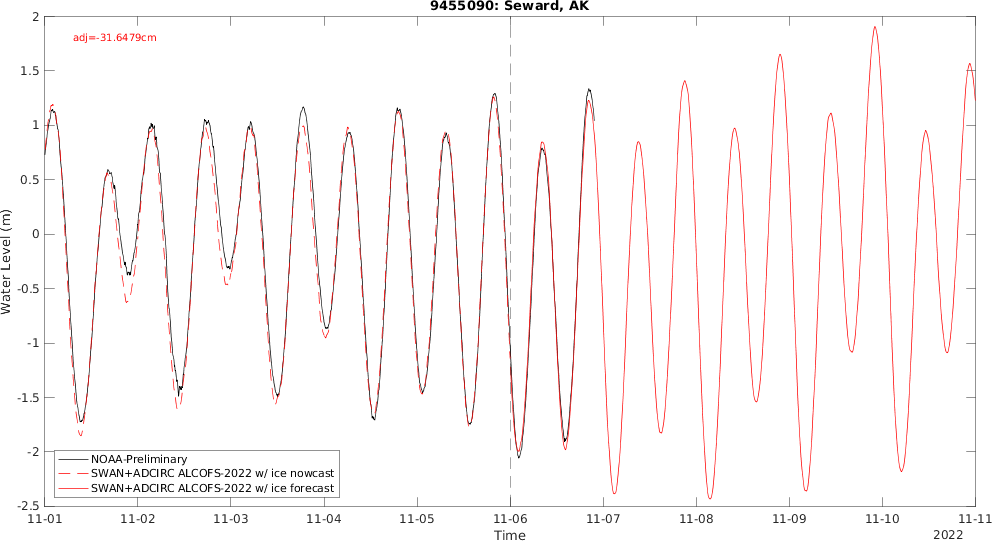 9455090: Seward, AK
adj=-31.6479cm
2
1.5
1
0.5
0
-0.5
-1
-1.5
-2
-2.5
Water Level (m)
NOAA-Preliminary
SWAN+ADCIRC ALCOFS-2022 w/ ice nowcast
SWAN+ADCIRC ALCOFS-2022 w/ ice forecast
11-01 11-02 11-03 11-04 11-05 11-06 11-07 11-08 11-09 11-10 11-11
Time
2022